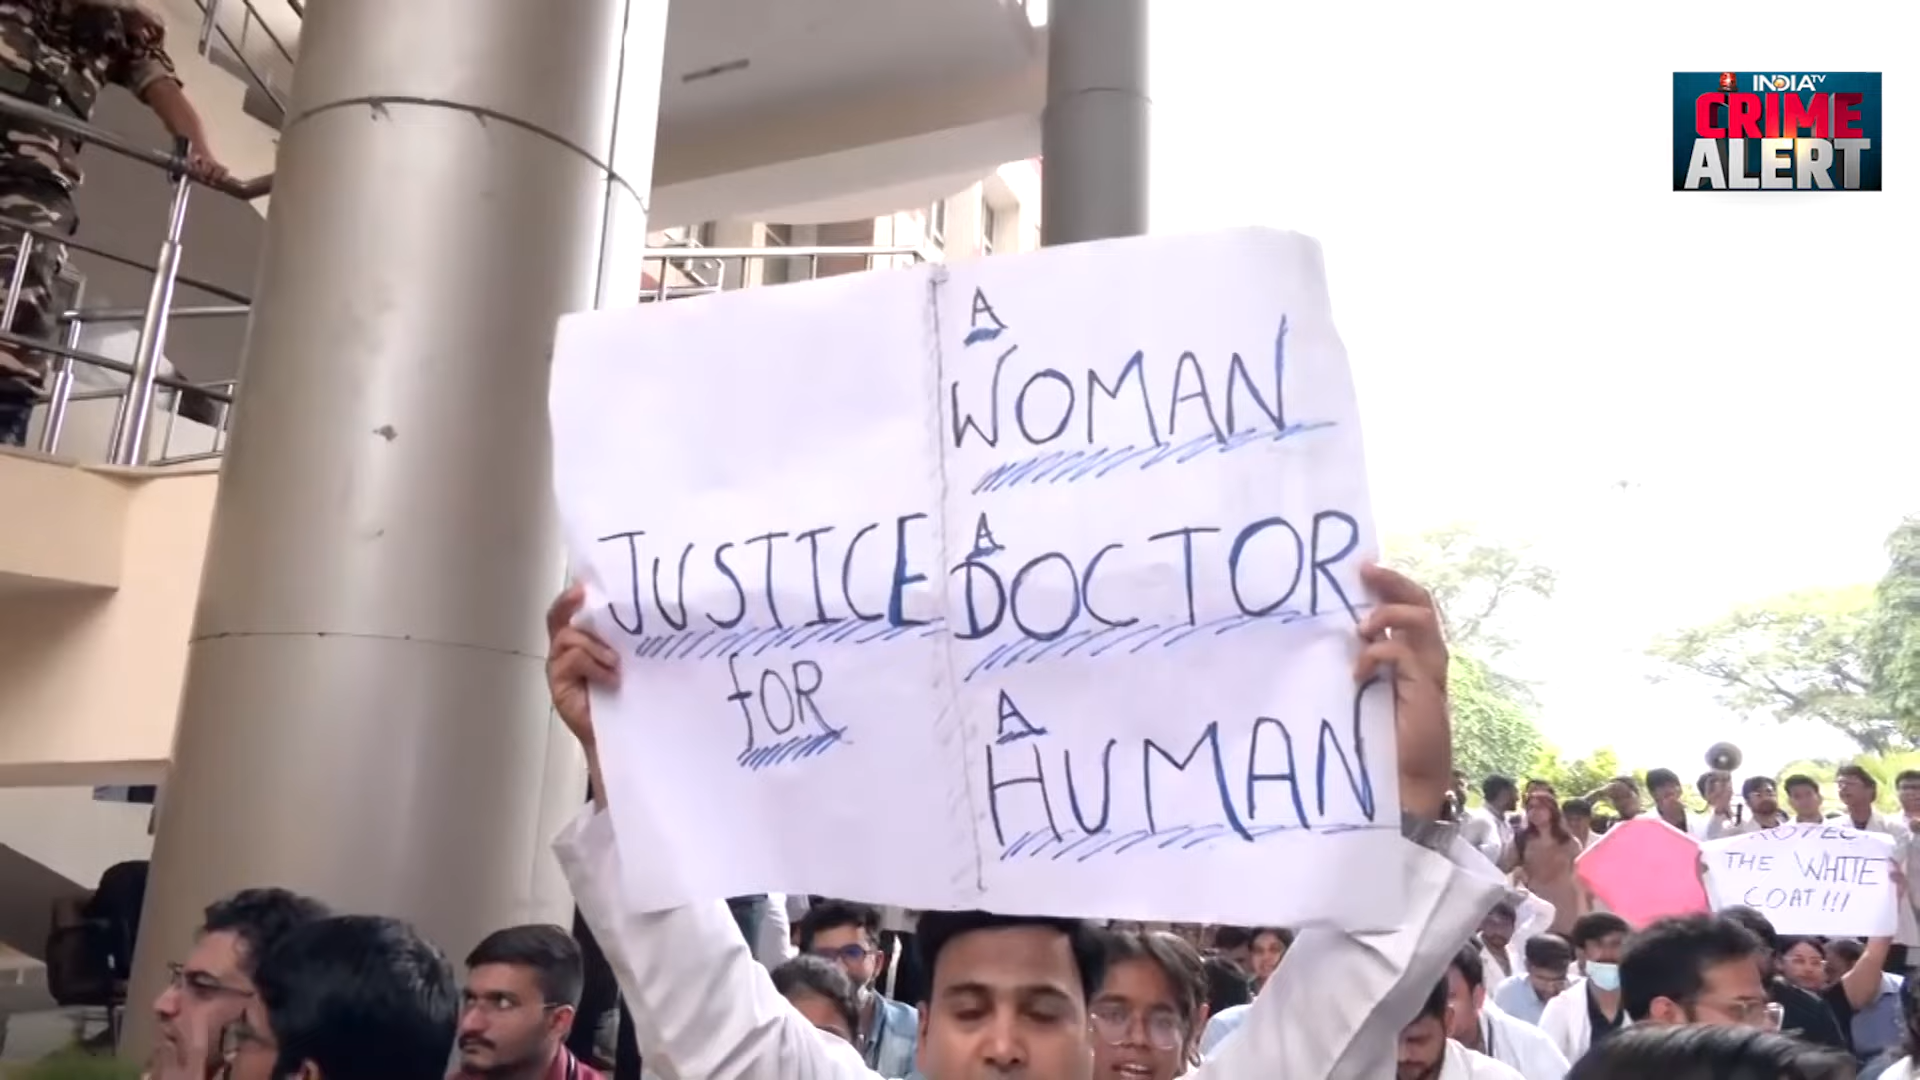 INDIA TV
CRIME
ALERT
JUSTICE
fOR
A
WOMAN
A
DOCTOR
A
HUMAN
THE WHITE
COAT!!!